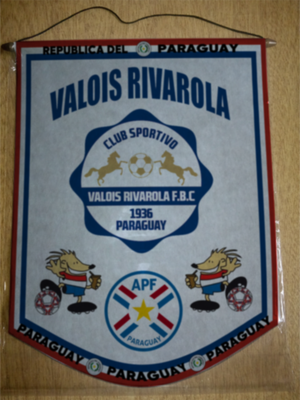 REPUBLICA DEL PARAGUAY
VALOIS RIVAROLA
CLUB SPORTIVO
VALOIS RIVAROLA F.B.C
1936
PARAGUAY
APF
PARAGUAY
PARAGUAY PARAGUAY PARAGUAY